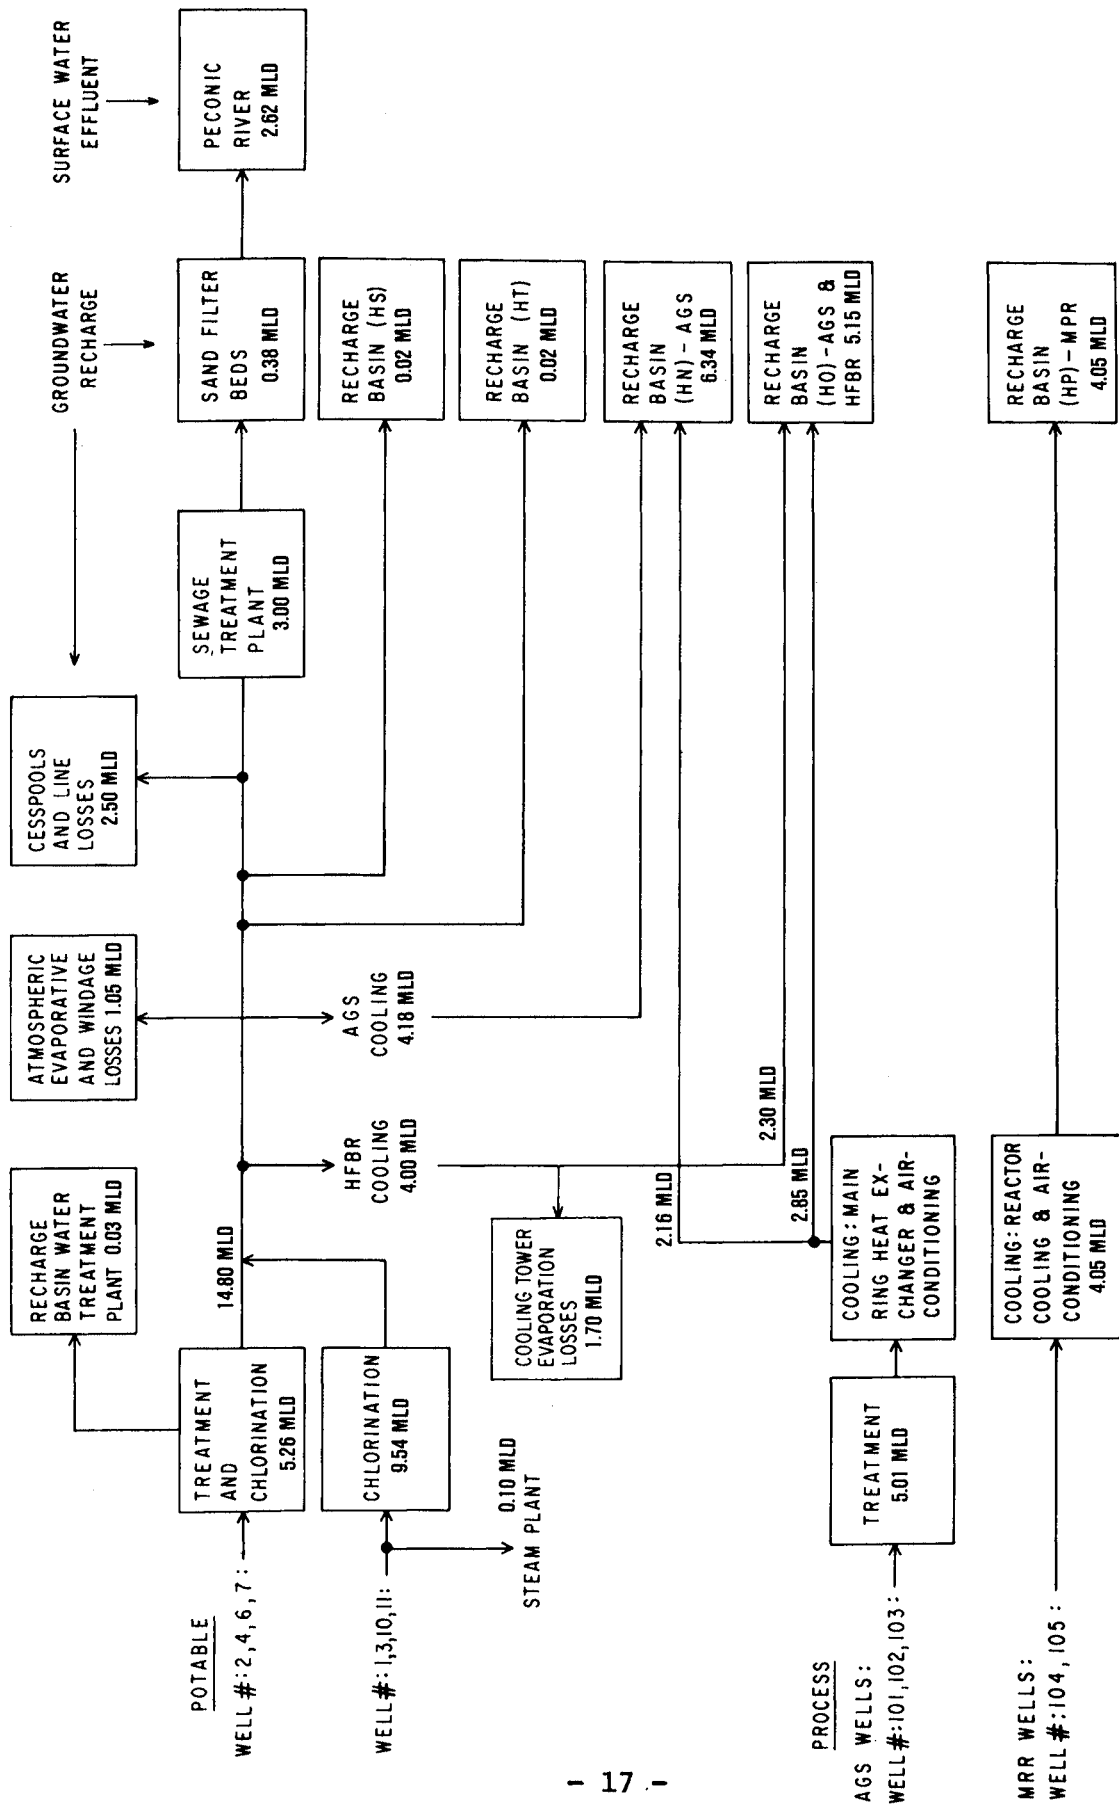 POTABLE
WELL #:2,4,6,7:
WELL #:1,3,10,11:
0.10 MLD
STEAM PLANT
TREATMENT
AND
CHLORINATION
5.26 MLD
CHLORINATION
9.54 MLD
RECHARGE
BASIN WATER
TREATMENT
PLANT 0.03 MLD
14.80 MLD
HFBR
COOLING
4.00 MLD
COOLING TOWER
EVAPORATION
LOSSES
1.70 MLD
ATMOSPHERIC
EVAPORATIVE
AND WINDAGE
LOSSES 1.05 MLD
AGS
COOLING
4.18 MLD
CESSPOOLS
AND LINE
LOSSES
2.50 MLD
SEWAGE
TREATMENT
PLANT
3.00 MLD
GROUNDWATER
RECHARGE
SURFACE WATER
EFFLUENT
SAND FILTER
BEDS
0.38 MLD
PECONIC
RIVER
2.62 MLD
RECHARGE
BASIN (HS)
0.02 MLD
RECHARGE
BASIN (HT)
0.02 MLD
RECHARGE
BASIN
(HN)-AGS
6.34 MLD
RECHARGE
BASIN
(HO)-AGS &
HFBR 5.15 MLD
2.16 MLD
2.30 MLD
2.85 MLD
PROCESS
AGS WELLS:
WELL #:101,102,103:
TREATMENT
5.01 MLD
COOLING:MAIN
RING HEAT EX-
CHANGER & AIR-
CONDITIONING
MRR WELLS:
WELL #:104,105:
COOLING:REACTOR
COOLING & AIR-
CONDITIONING
4.05 MLD
RECHARGE
BASIN
(HP)-MPR
4.05 MLD
- 17 -